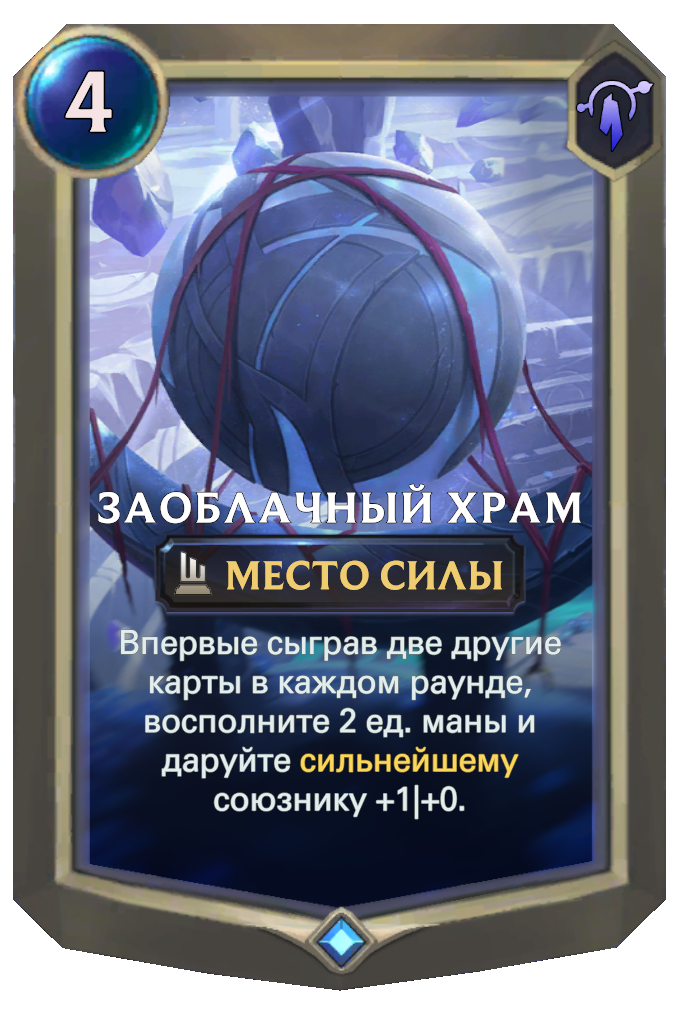 4
ЗАОБЛАЧНЫЙ ХРАМ
МЕСТО СИЛЫ
Впервые сыграв две другие
карты в каждом раунде,
восполните 2 ед. маны и
даруйте сильнейшему
союзнику +1|+0.